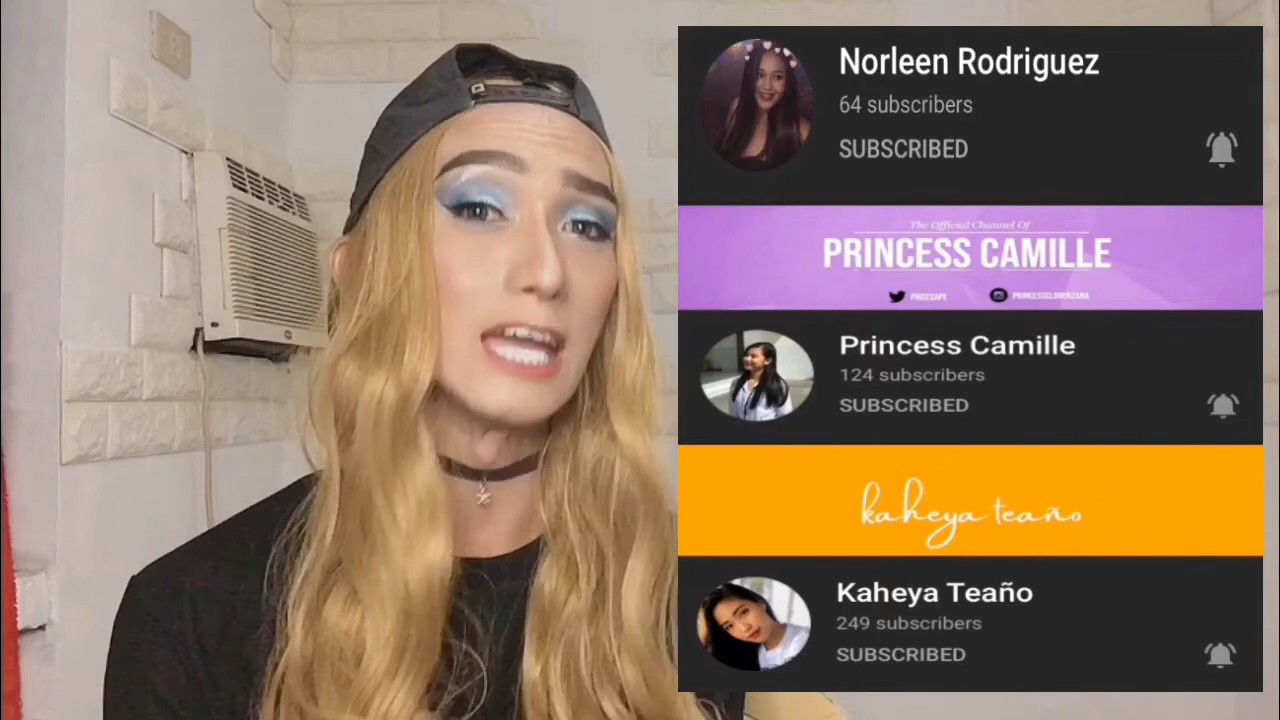 Norleen Rodriguez
64 subscribers
SUBSCRIBED
The Official Channel Of
PRINCESS CAMILLE
PRINCESSCLORENZANA
Princess Camille
124 subscribers
SUBSCRIBED
kaheya teaño
Kaheya Teaño
249 subscribers
SUBSCRIBED